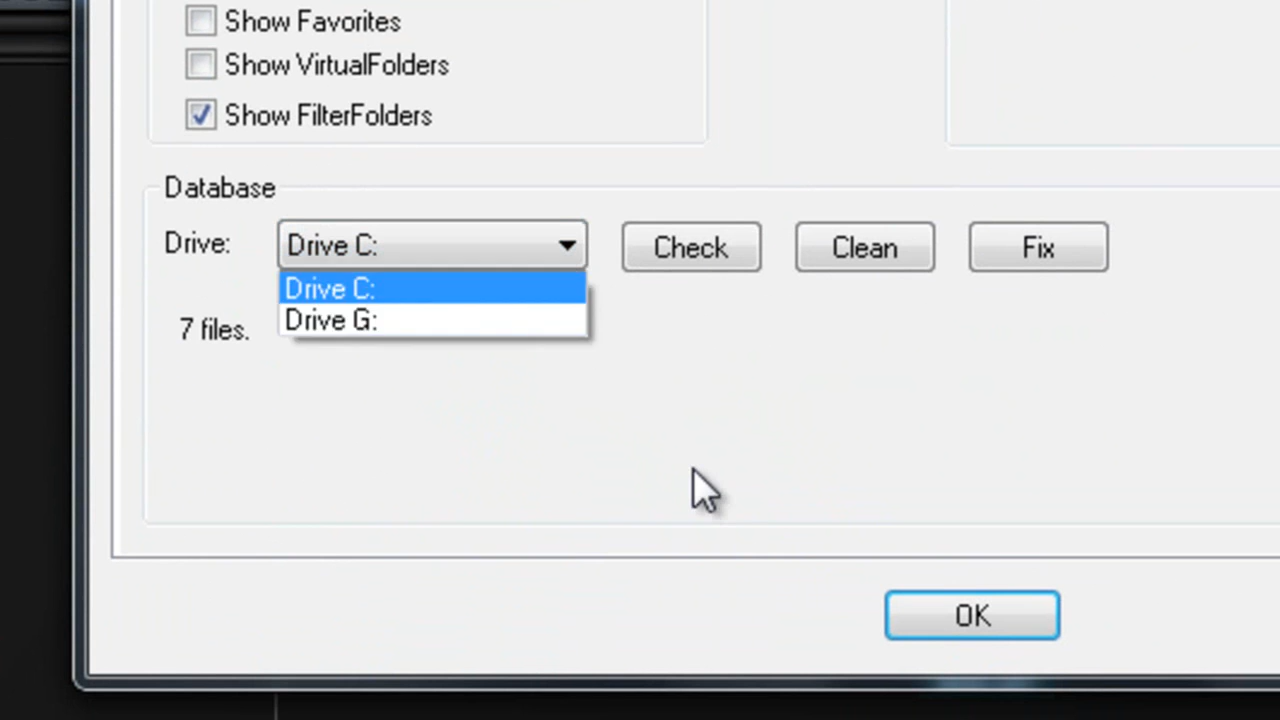 Show Favorites
Show VirtualFolders
Show FilterFolders
Database
Drive: Drive C: Check Clean Fix
Drive C:
Drive G:
7 files.
OK